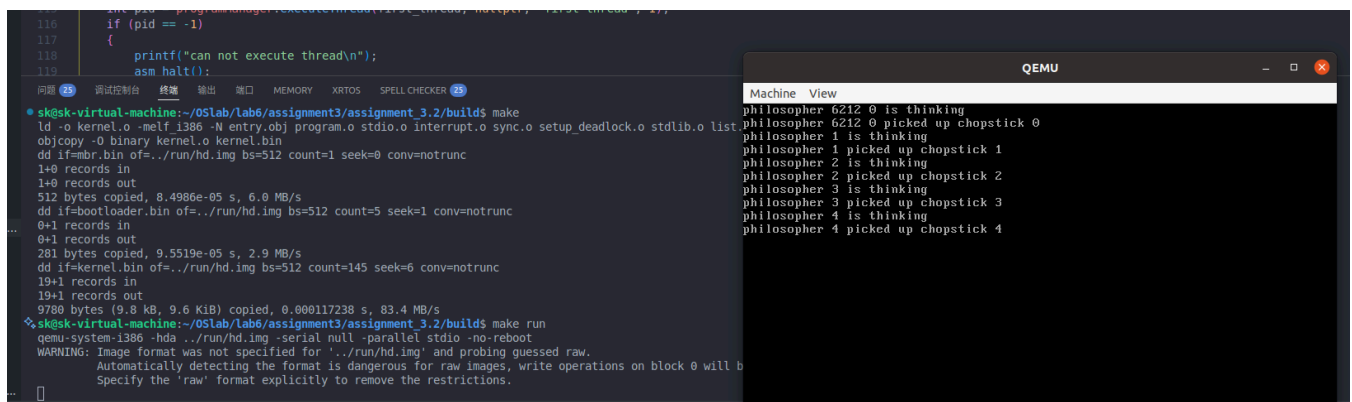 116 if (pid == -1)
117 {
118 printf("can not execute thread\n");
119 asm halt();
问题 25 调试控制台 终端 输出 端口 MEMORY XRTOS SPELL CHECKER 25
sk@sk-virtual-machine:~/OSlab/lab6/assignment3/assignment_3.2/build$ make
ld -o kernel.o -melf_i386 -N entry.obj program.o stdio.o interrupt.o sync.o setup_deadlock.o stdlib.o list.
objcopy -O binary kernel.o kernel.bin
dd if=mbr.bin of=../run/hd.img bs=512 count=1 seek=0 conv=notrunc
1+0 records in
1+0 records out
512 bytes copied, 8.4986e-05 s, 6.0 MB/s
dd if=bootloader.bin of=../run/hd.img bs=512 count=5 seek=1 conv=notrunc
0+1 records in
0+1 records out
281 bytes copied, 9.5519e-05 s, 2.9 MB/s
dd if=kernel.bin of=../run/hd.img bs=512 count=145 seek=6 conv=notrunc
19+1 records in
19+1 records out
9780 bytes (9.8 kB, 9.6 KiB) copied, 0.000117238 s, 83.4 MB/s
sk@sk-virtual-machine:~/OSlab/lab6/assignment3/assignment_3.2/build$ make run
qemu-system-i386 -hda ../run/hd.img -serial null -parallel stdio -no-reboot
WARNING: Image format was not specified for '../run/hd.img' and probing guessed raw.
Automatically detecting the format is dangerous for raw images, write operations on block 0 will b
Specify the 'raw' format explicitly to remove the restrictions.
QEMU
Machine View
philosopher 6212 0 is thinking
philosopher 6212 0 picked up chopstick 0
philosopher 1 is thinking
philosopher 1 picked up chopstick 1
philosopher 2 is thinking
philosopher 2 picked up chopstick 2
philosopher 3 is thinking
philosopher 3 picked up chopstick 3
philosopher 4 is thinking
philosopher 4 picked up chopstick 4